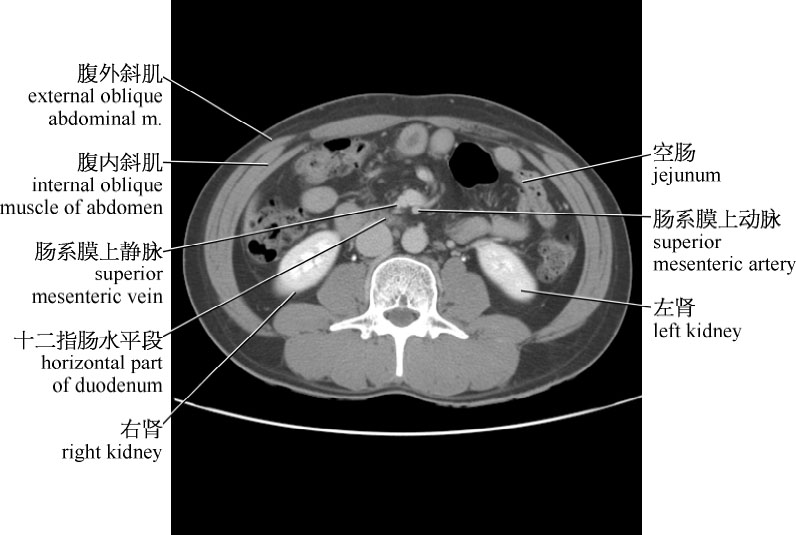 腹外斜肌
external oblique
abdominal m.
腹内斜肌
internal oblique
muscle of abdomen
肠系膜上静脉
superior
mesenteric vein
十二指肠水平段
horizontal part
of duodenum
右肾
right kidney
空肠
jejunum
肠系膜上动脉
superior
mesenteric artery
左肾
left kidney